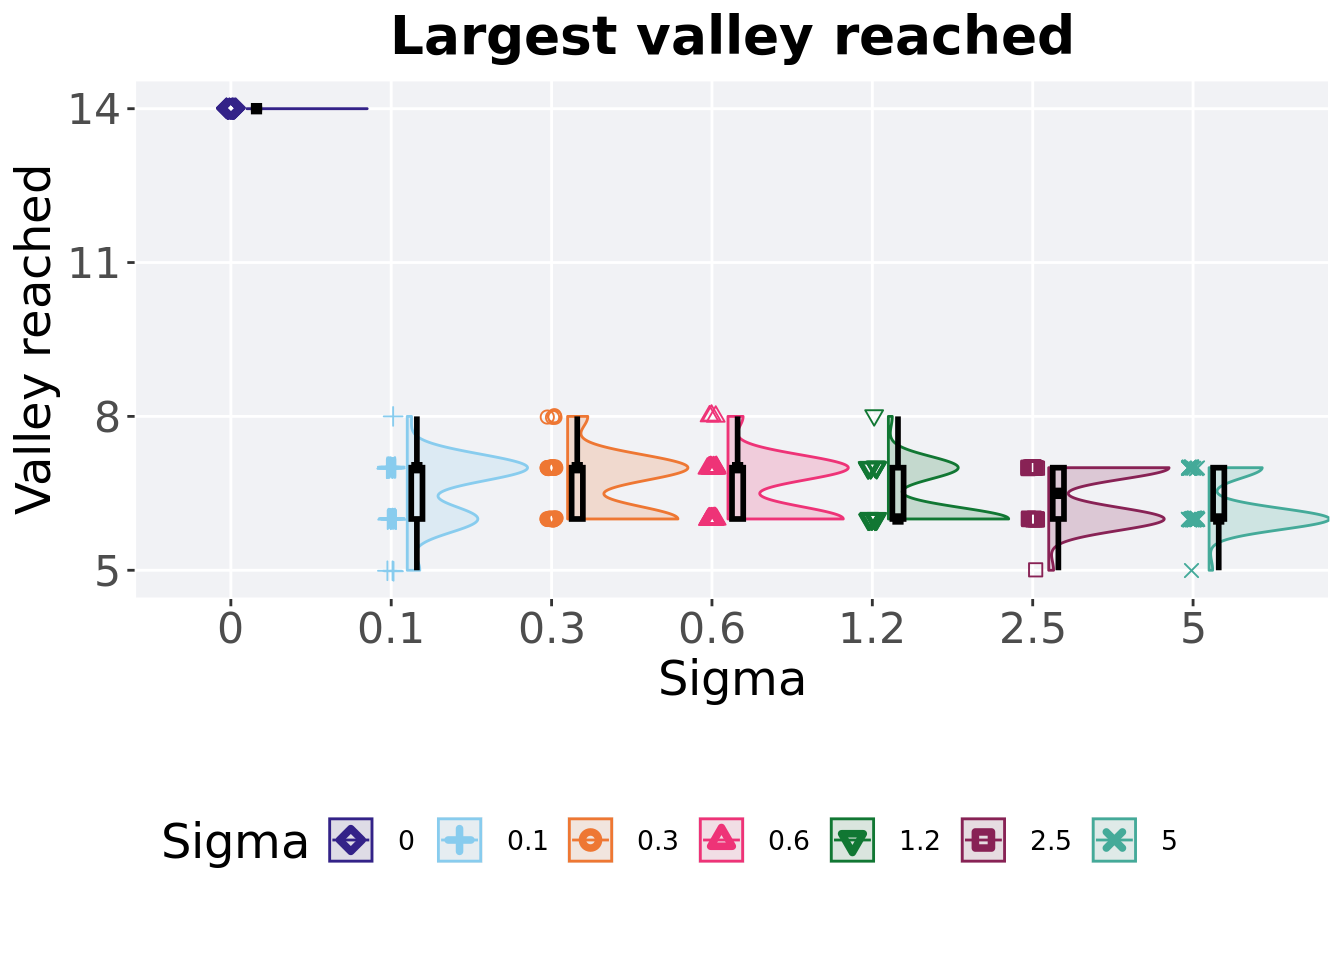 Largest valley reached
Valley reached
14
11
8
5
0 0.1 0.3 0.6 1.2 2.5 5
Sigma
Sigma 0 0.1 0.3 0.6 1.2 2.5 5